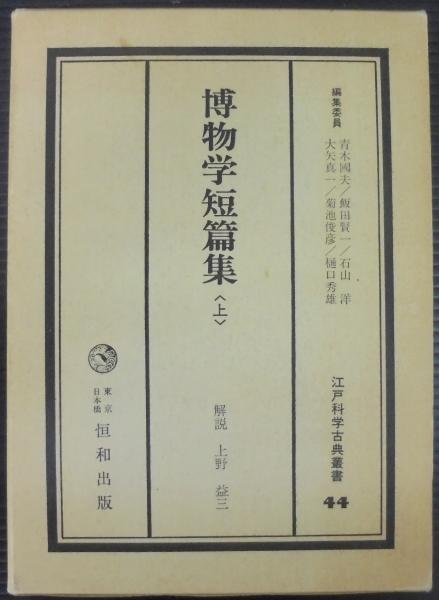 編集委員
青木國夫/飯田賢一/石山 洋
大矢真一/菊池俊彦/樋口秀雄
江戸科学古典叢書
44
博物学短篇集〈上〉
解説 上野 益三
東京
日本橋
恒和出版